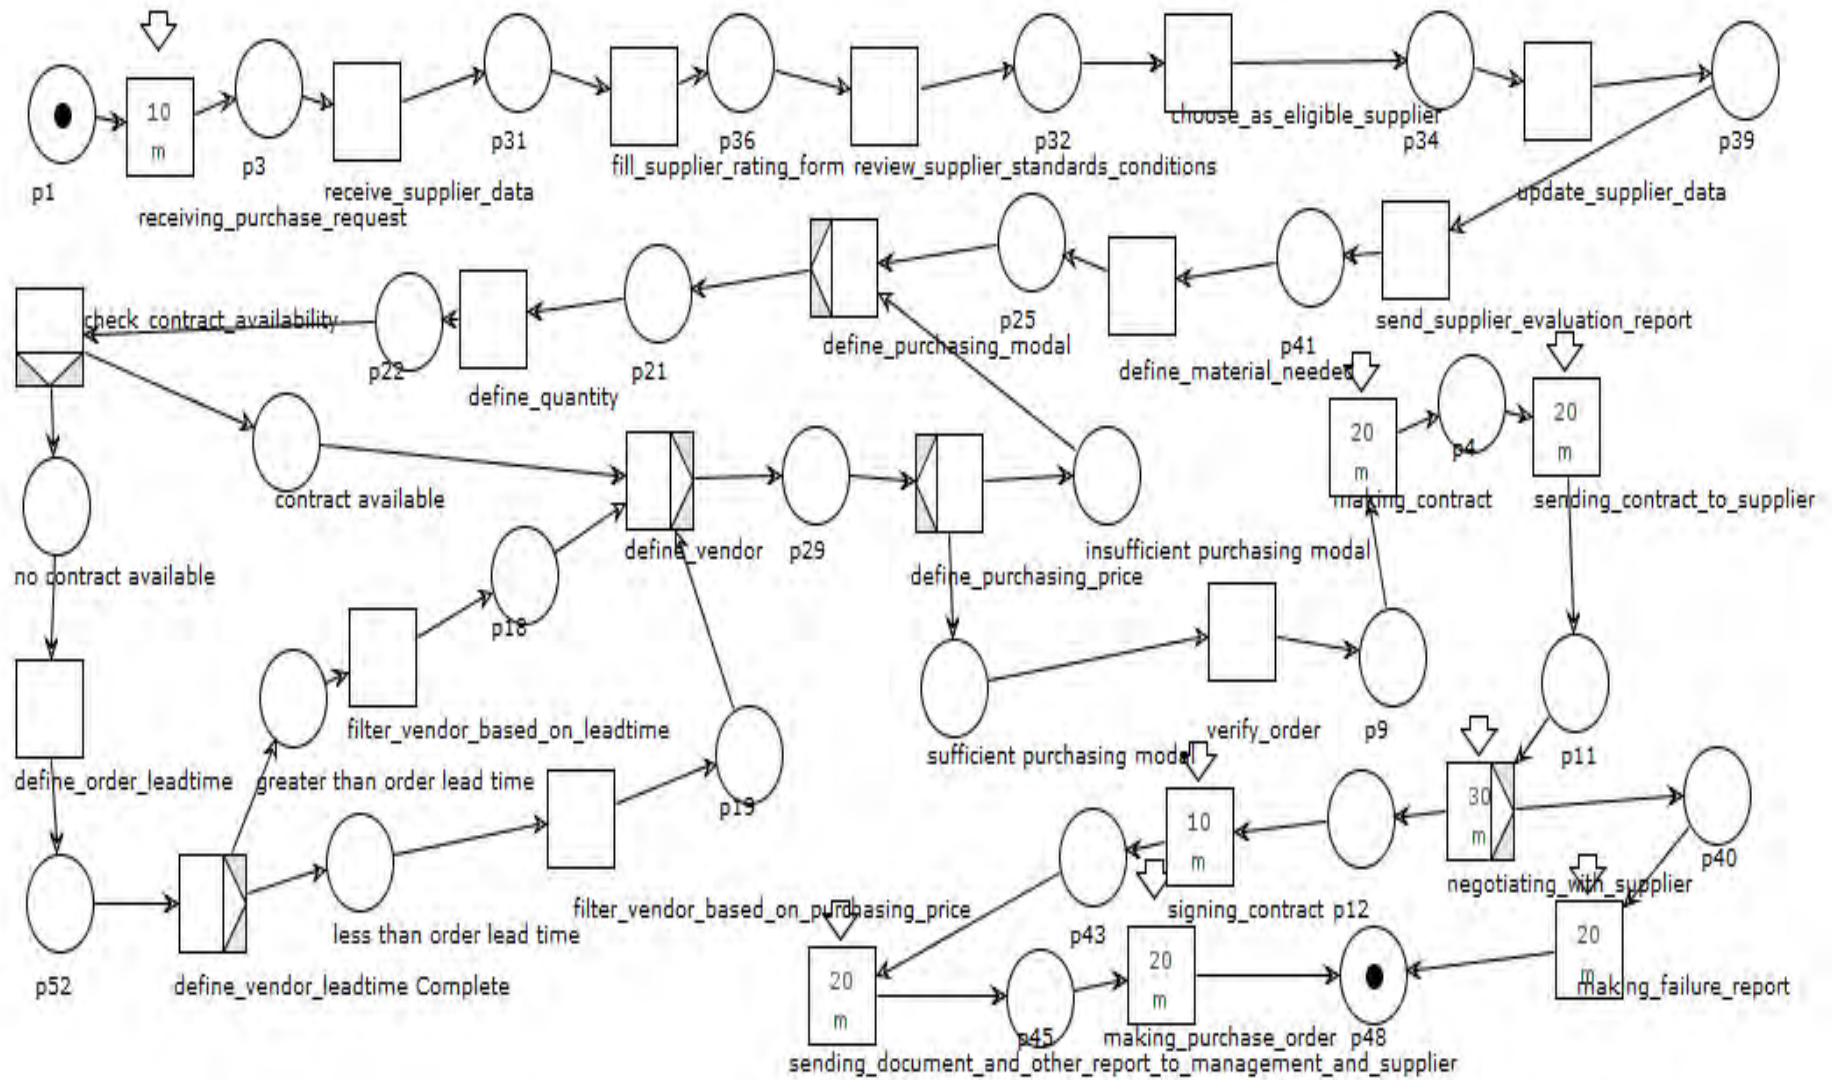 10
m
p1
p3
p31
p36
p32
choose_as_eligible_supplier
p34
p39
receiving_purchase_request
receive_supplier_data
fill_supplier_rating_form
review_supplier_standards_conditions
update_supplier_data
check_contract_availability
p22
define_quantity
p21
define_purchasing_modal
p25
define_material_needed
p41
send_supplier_evaluation_report
20
m
p4
20
m
making_contract
sending_contract_to_supplier
contract available
no contract available
define_vendor
p29
define_purchasing_price
insufficient purchasing modal
p18
filter_vendor_based_on_leadtime
sufficient purchasing modal
verify_order
p9
p11
define_order_leadtime
greater than order lead time
p19
10
m
30
m
p40
negotiating_with_supplier
less than order lead time
filter_vendor_based_on_purchasing_price
p43
signing_contract
p12
p52
define_vendor_leadtime Complete
20
m
p45
20
m
making_purchase_order
p48
20
m
making_failure_report
sending_document_and_other_report_to_management_and_supplier